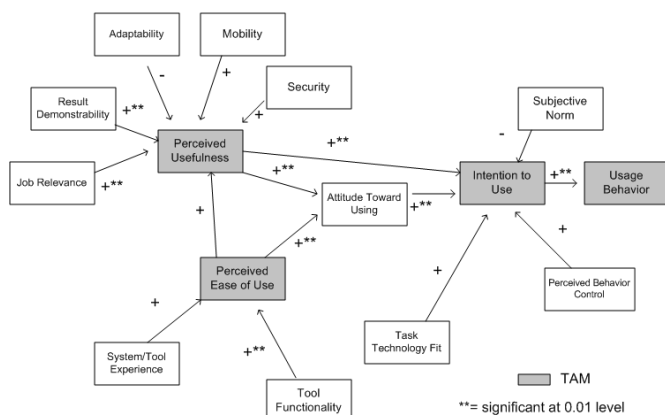 Adaptability
Mobility
-
+
Security
+
Result
Demonstrability
+**
Perceived
Usefulness
+**
Subjective
Norm
-
Job Relevance
+**
+**
Intention to
Use
+**
Usage
Behavior
Attitude Toward
Using
+**
+
+**
+
Perceived
Ease of Use
+
Perceived Behavior
Control
+
Task
Technology Fit
System/Tool
Experience
+**
Tool
Functionality
TAM
**= significant at 0.01 level